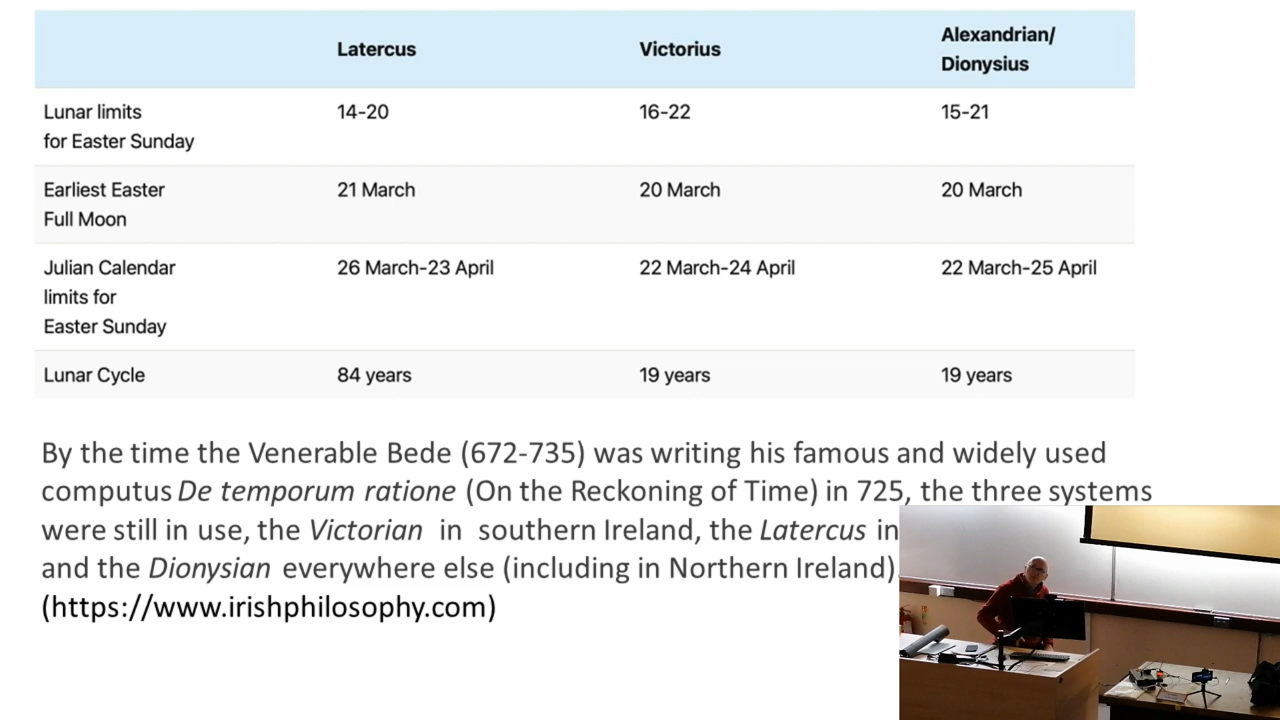 Latercus
Victorius
Alexandrian/
Dionysius
Lunar limits
for Easter Sunday
14-20
16-22
15-21
Earliest Easter
Full Moon
21 March
20 March
20 March
Julian Calendar
limits for
Easter Sunday
26 March-23 April
22 March-24 April
22 March-25 April
Lunar Cycle
84 years
19 years
19 years
By the time the Venerable Bede (672-735) was writing his famous and widely used
computus De temporum ratione (On the Reckoning of Time) in 725, the three systems
were still in use, the Victorian in southern Ireland, the Latercus in
and the Dionysian everywhere else (including in Northern Ireland)
(https://www.irishphilosophy.com)